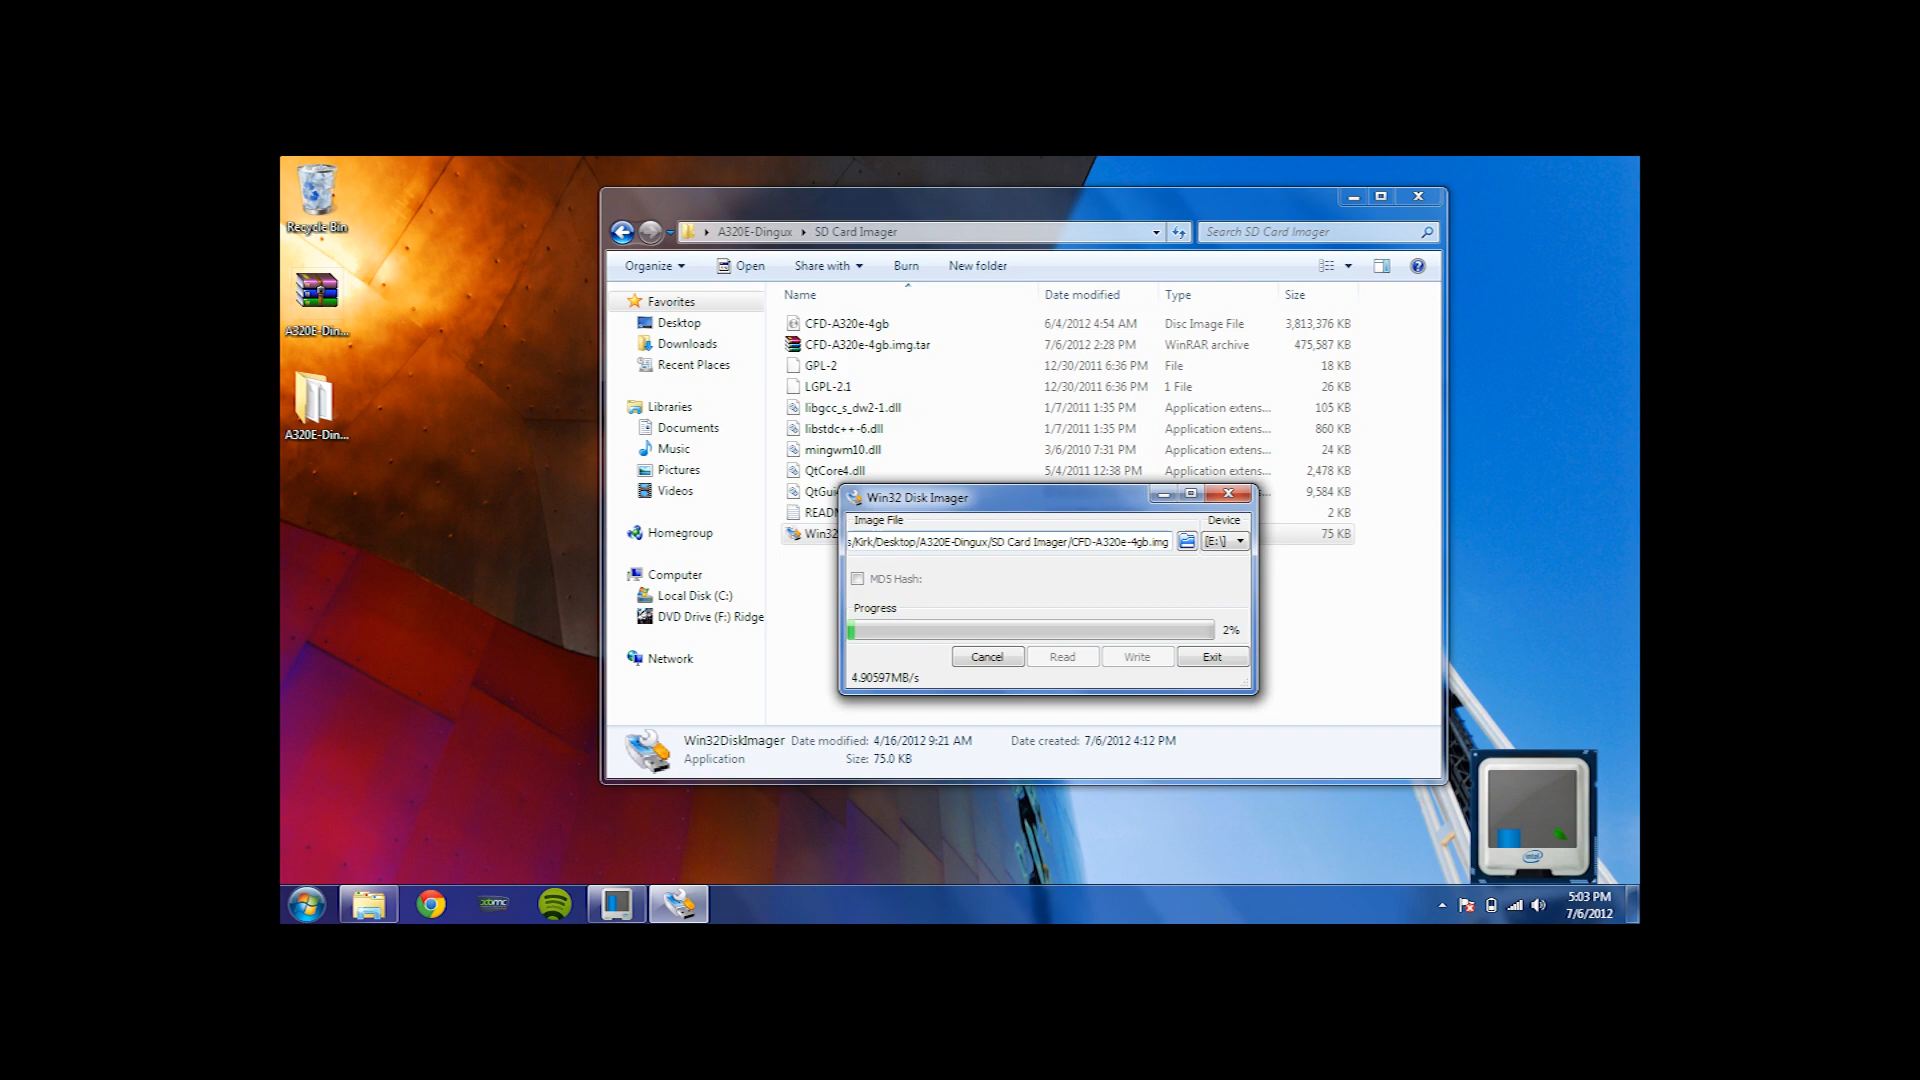 Recycle Bin
A320E-Din...
A320E-Din...
A320E-Dingux
SD Card Imager
Search SD Card Imager
Organize
Open
Share with
Burn
New folder
Name
Date modified
Type
Size
Favorites
Desktop
Downloads
Recent Places
Libraries
Documents
Music
Pictures
Videos
Homegroup
Computer
Local Disk (C:)
DVD Drive (F:) Ridge
Network
CFD-A320e-4gb 6/4/2012 4:54 AM Disc Image File 3,813,376 KB
CFD-A320e-4gb.img.tar 7/6/2012 2:28 PM WinRAR archive 475,587 KB
GPL-2 12/30/2011 6:36 PM File 18 KB
LGPL-2.1 12/30/2011 6:36 PM 1 File 26 KB
libgcc_s_dw2-1.dll 1/7/2011 1:35 PM Application extens... 105 KB
libstdc++-6.dll 1/7/2011 1:35 PM Application extens... 860 KB
mingwm10.dll 3/6/2010 7:31 PM Application extens... 24 KB
QtCore4.dll 5/4/2011 12:38 PM Application extens... 2,478 KB
QtGui 9,584 KB
READ 2 KB
Win32 75 KB
Win32 Disk Imager
Image File
Device
s/Kirk/Desktop/A320E-Dingux/SD Card Imager/CFD-A320e-4gb.img
[E:\]
MD5 Hash:
Progress
2%
Cancel
Read
Write
Exit
4.90597MB/s
Win32DiskImager Date modified: 4/16/2012 9:21 AM Date created: 7/6/2012 4:12 PM
Application Size: 75.0 KB
intel
xbmc
5:03 PM
7/6/2012